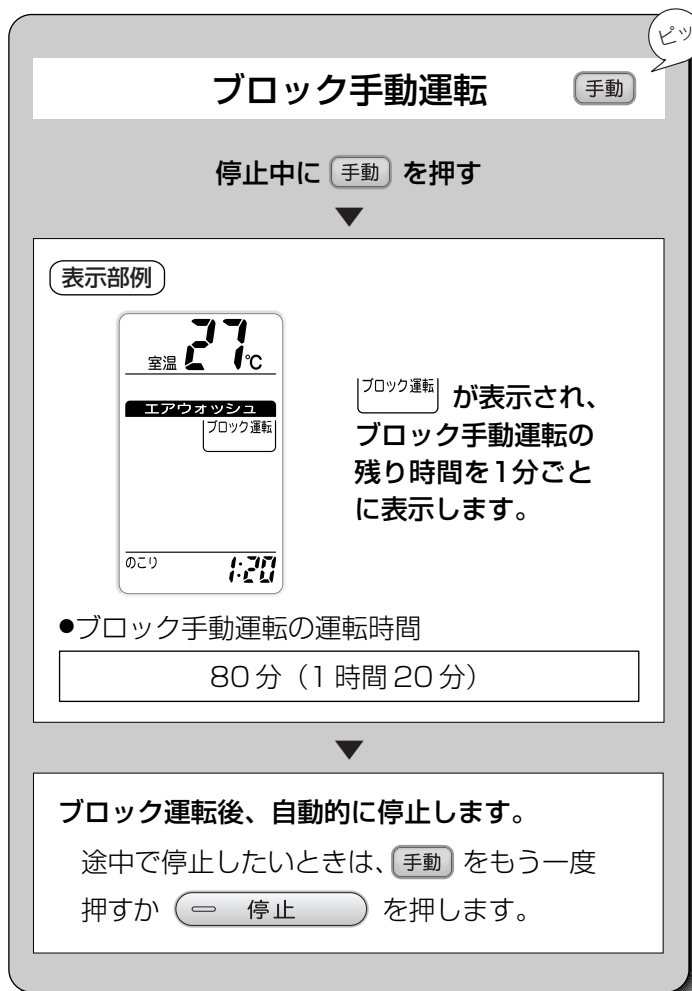 ピッ
ブロック手動運転 手動
停止中に 手動 を押す
▼
表示部例
室温 27℃
エアウォッシュ
ブロック運転
のこり 1:20
ブロック運転 が表示され、
ブロック手動運転の
残り時間を1分ごと
に表示します。
●ブロック手動運転の運転時間
80分（1時間20分）
▼
ブロック運転後、自動的に停止します。
途中で停止したいときは、手動 をもう一度
押すか 停止 を押します。